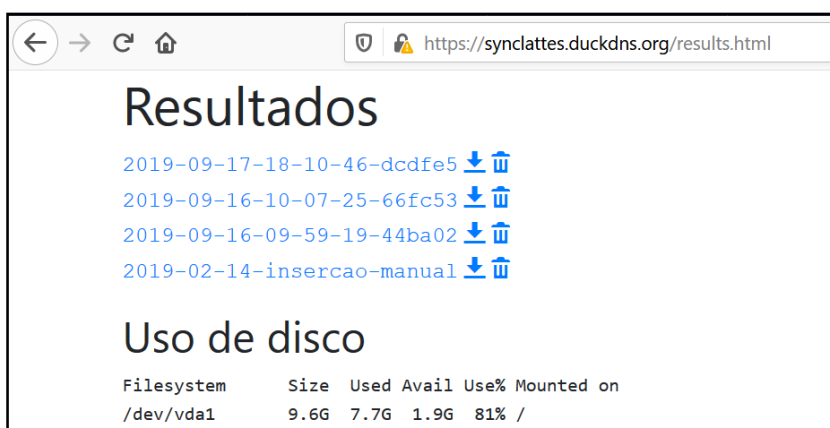 https://synclattes.duckdns.org/results.html
Resultados
2019-09-17-18-10-46-dcdfe5
2019-09-16-10-07-25-66fc53
2019-09-16-09-59-19-44ba02
2019-02-14-insercao-manual
Uso de disco
Filesystem Size Used Avail Use% Mounted on
/dev/vda1 9.6G 7.7G 1.9G 81% /